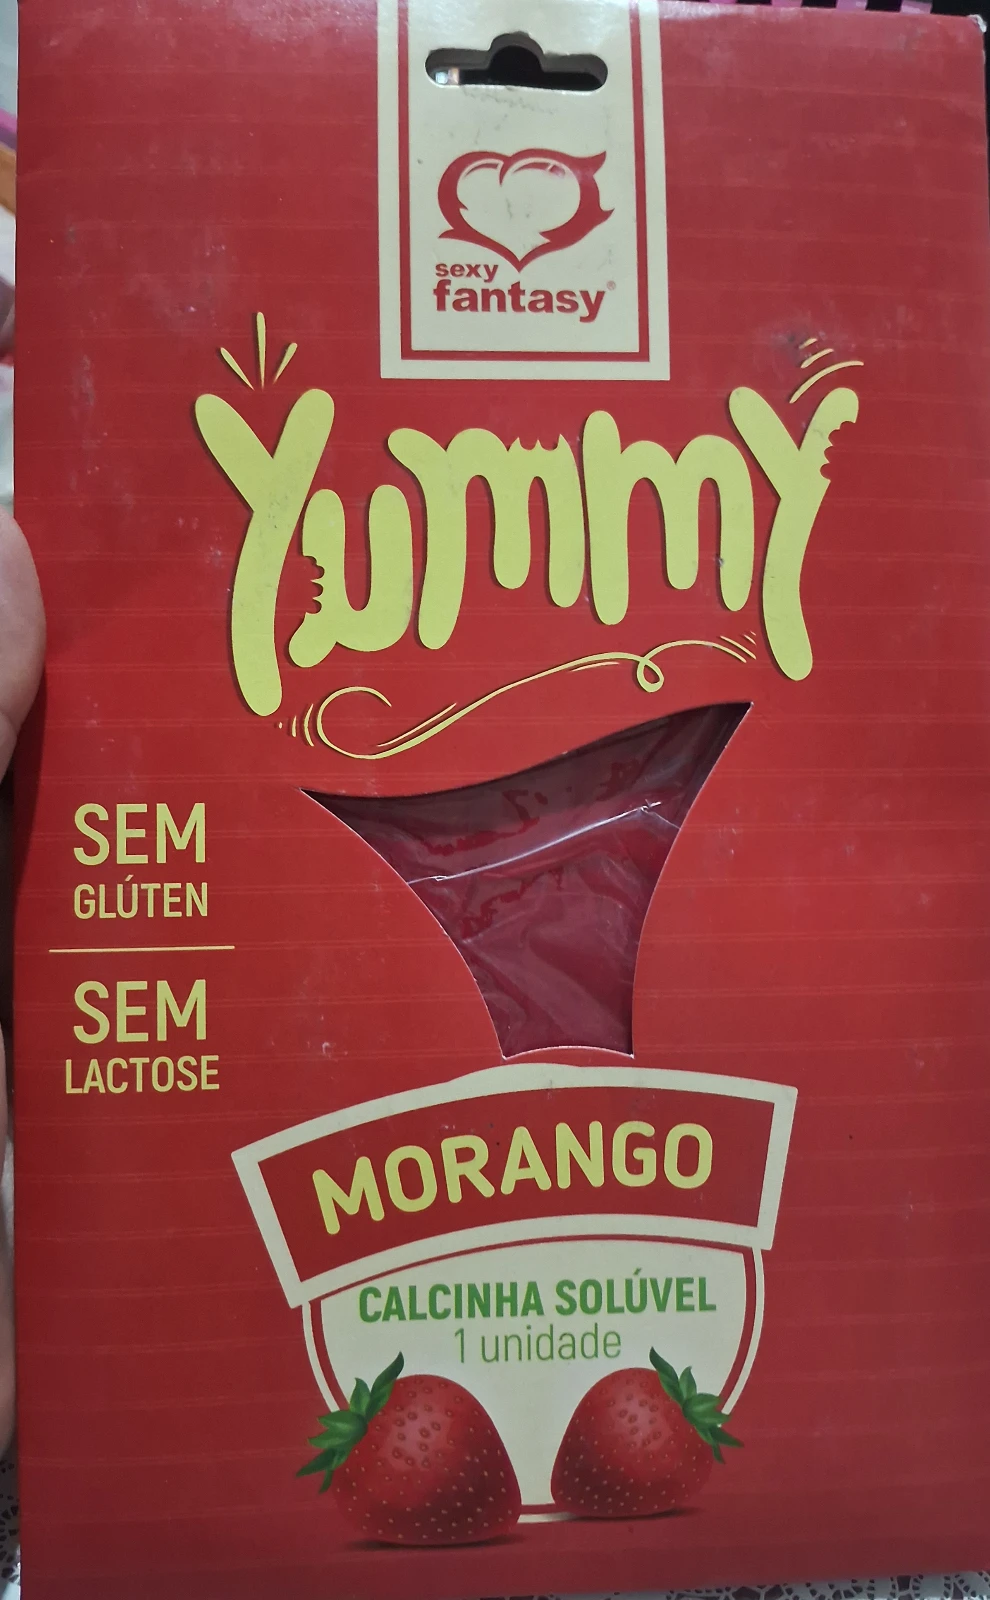 sexy
fantasy®
Yummy
SEM
GLÚTEN
SEM
LACTOSE
MORANGO
CALCINHA SOLÚVEL
1 unidade